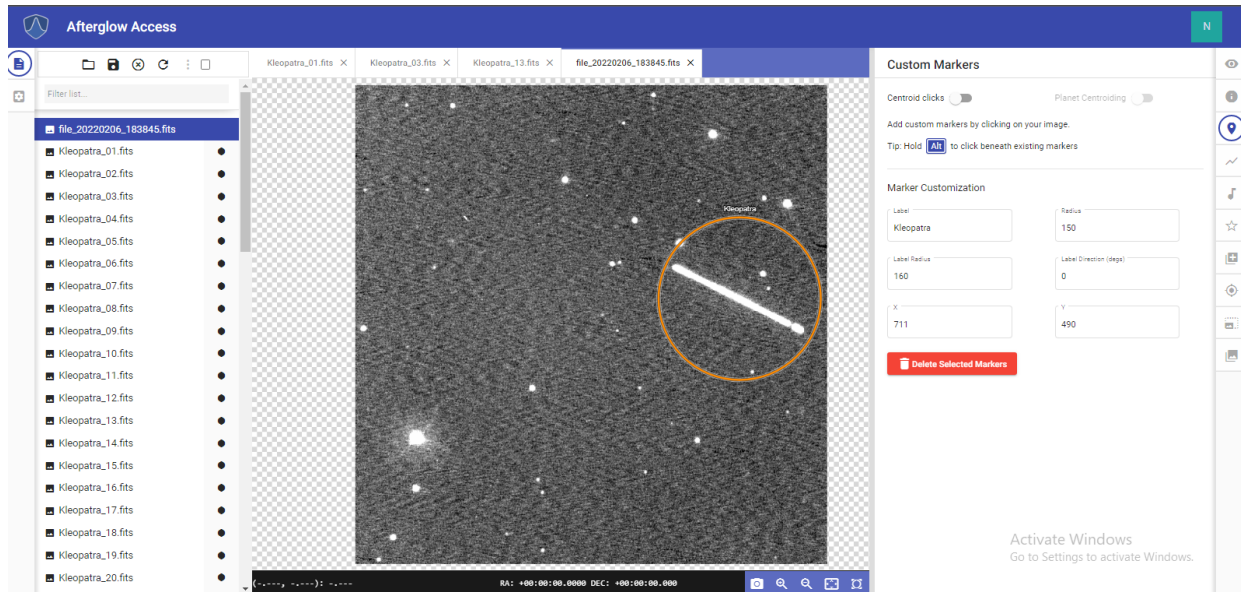 Afterglow Access
N
Filter list...
file_20220206_183845.fits
Kleopatra_01.fits
Kleopatra_02.fits
Kleopatra_03.fits
Kleopatra_04.fits
Kleopatra_05.fits
Kleopatra_06.fits
Kleopatra_07.fits
Kleopatra_08.fits
Kleopatra_09.fits
Kleopatra_10.fits
Kleopatra_11.fits
Kleopatra_12.fits
Kleopatra_13.fits
Kleopatra_14.fits
Kleopatra_15.fits
Kleopatra_16.fits
Kleopatra_17.fits
Kleopatra_18.fits
Kleopatra_19.fits
Kleopatra_20.fits
Kleopatra_01.fits Kleopatra_03.fits Kleopatra_13.fits file_20220206_183845.fits
Kleopatra
(-.---, -.---): -.--- RA: +00:00:00.0000 DEC: +00:00:00.000
Custom Markers
Centroid clicks Planet Centroiding
Add custom markers by clicking on your image.
Tip: Hold Alt to click beneath existing markers
Marker Customization
Label Radius
Kleopatra 150
Label Radius Label Direction (degs)
160 0
X Y
711 490
Delete Selected Markers
Activate Windows
Go to Settings to activate Windows.